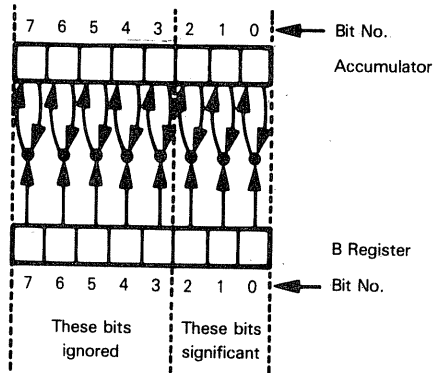 7 6 5 4 3 2 1 0 Bit No.
Accumulator
B Register
7 6 5 4 3 2 1 0 Bit No.
These bits
ignored
These bits
significant